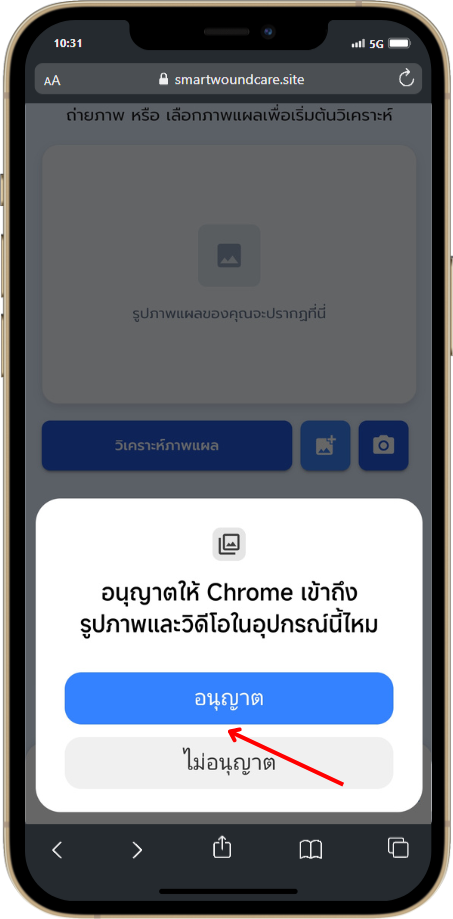 10:31
5G
AA
smartwoundcare.site
ถ่ายภาพ หรือ เลือกภาพแผลเพื่อเริ่มต้นวิเคราะห์
รูปภาพแผลของคุณจะปรากฏที่นี่
วิเคราะห์ภาพแผล
อนุญาตให้ Chrome เข้าถึง
รูปภาพและวิดีโอในอุปกรณ์นี้ไหม
อนุญาต
ไม่อนุญาต